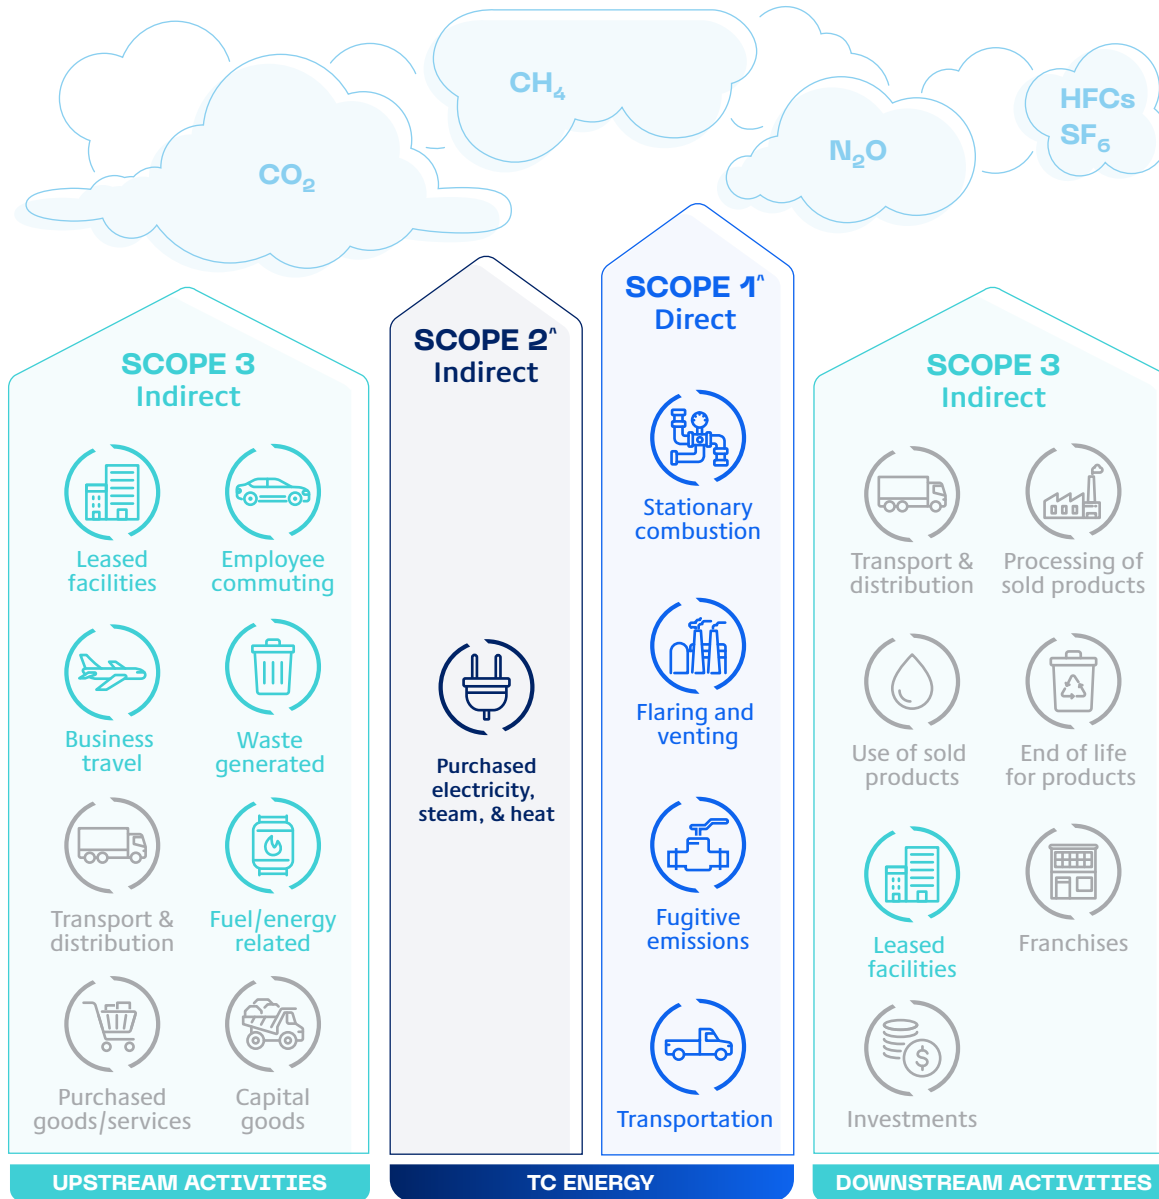 CO₂
CH₄
N₂O
HFCs
SF₆
SCOPE 3
Indirect
Leased
facilities
Employee
commuting
Business
travel
Waste
generated
Transport &
distribution
Fuel/energy
related
Purchased
goods/services
Capital
goods
UPSTREAM ACTIVITIES
SCOPE 2^
Indirect
Purchased
electricity,
steam, & heat
SCOPE 1^
Direct
Stationary
combustion
Flaring and
venting
Fugitive
emissions
Transportation
TC ENERGY
SCOPE 3
Indirect
Transport &
distribution
Processing of
sold products
Use of sold
products
End of life
for products
Leased
facilities
Franchises
$
Investments
DOWNSTREAM ACTIVITIES